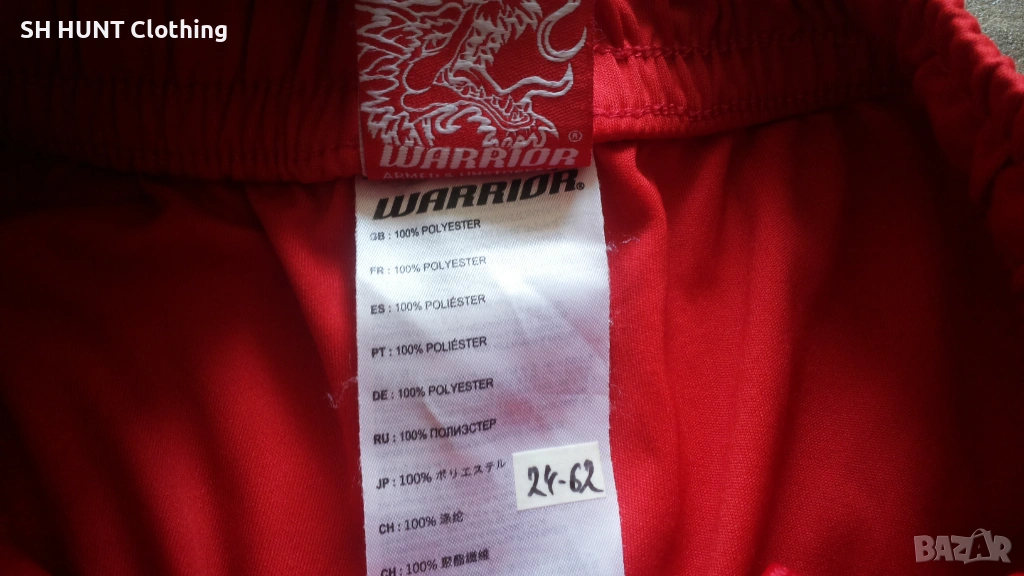 SH HUNT Clothing
WARRIOR
WARRIOR®
GB : 100% POLYESTER
FR : 100% POLYESTER
ES : 100% POLIÉSTER
PT : 100% POLIÉSTER
DE : 100% POLYESTER
RU : 100% ПОЛИЭСТЕР
JP : 100% ポリエステル
24-62
CH : 100% 涤纶
CH : 100% 聚酯纖維
BAZAR